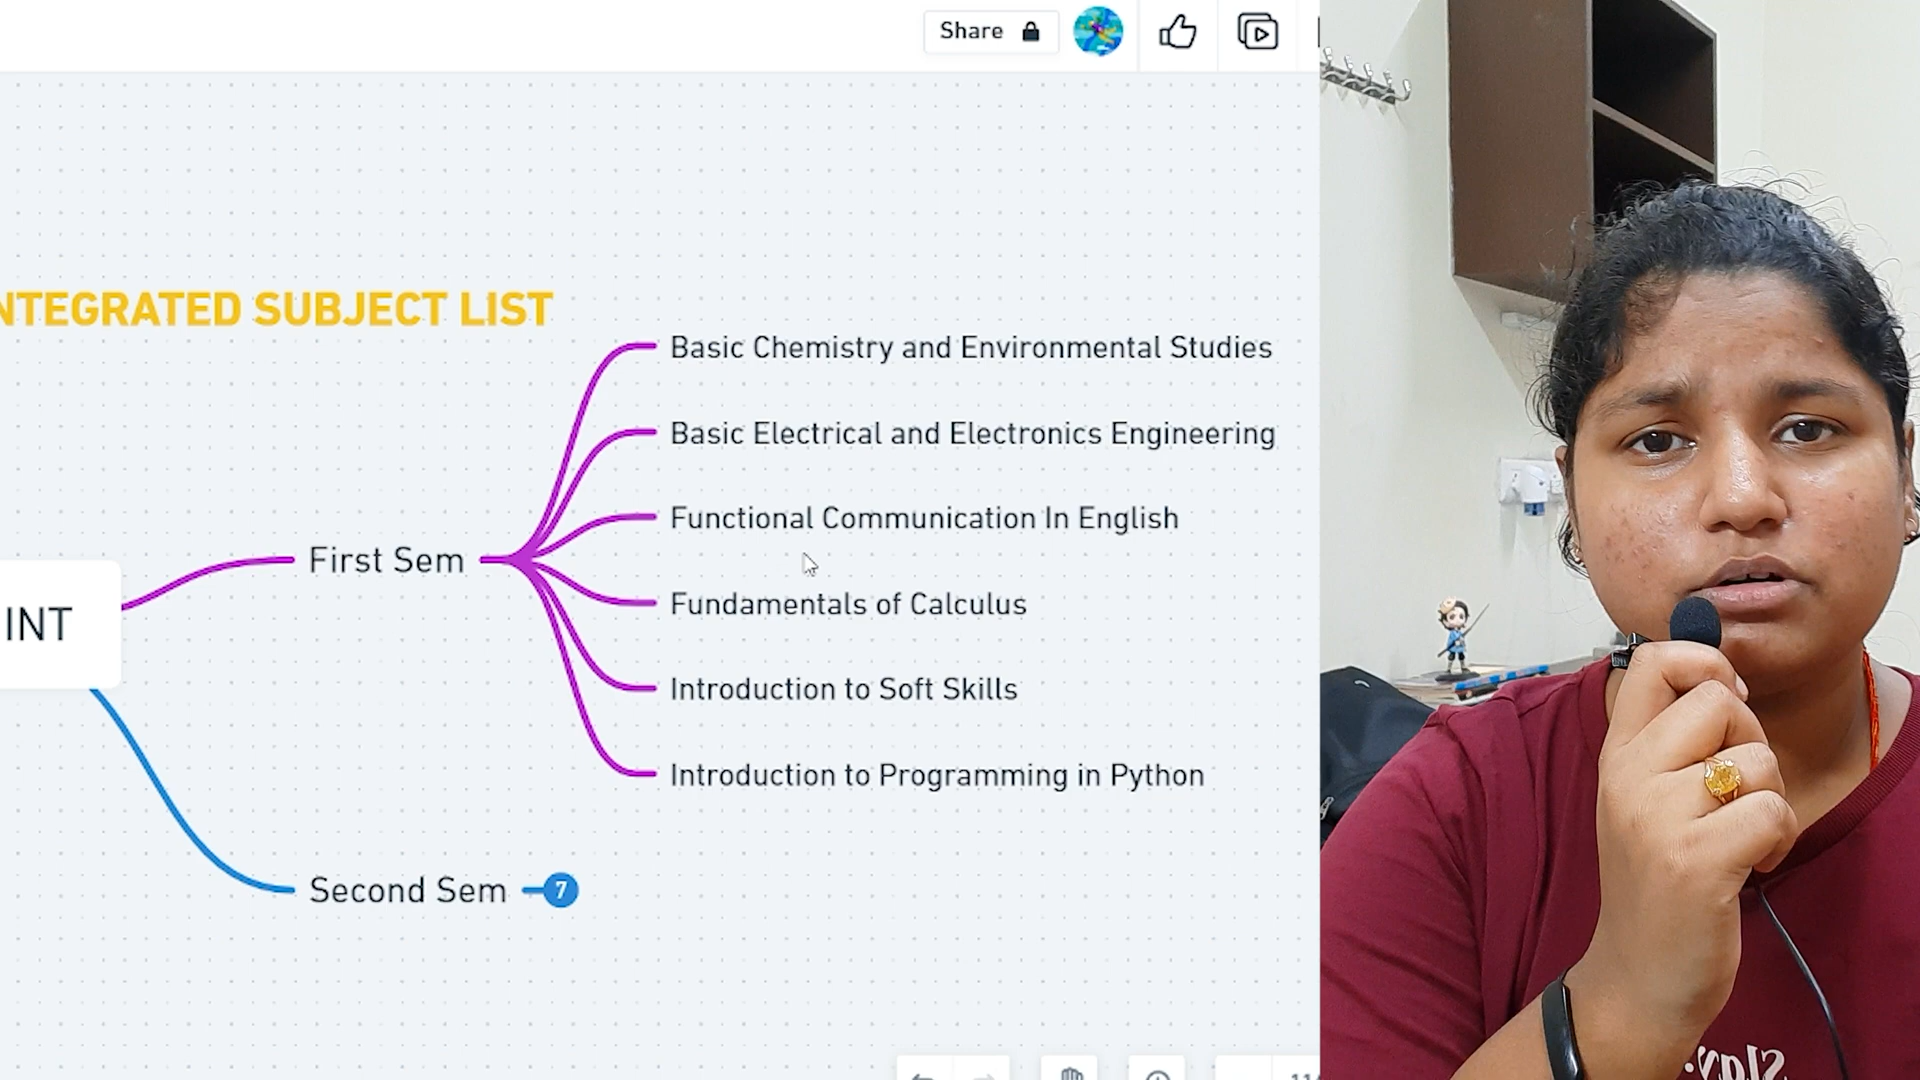 Share
NTEGRATED SUBJECT LIST
Basic Chemistry and Environmental Studies
Basic Electrical and Electronics Engineering
Functional Communication In English
First Sem
Fundamentals of Calculus
INT
Introduction to Soft Skills
Introduction to Programming in Python
Second Sem
7